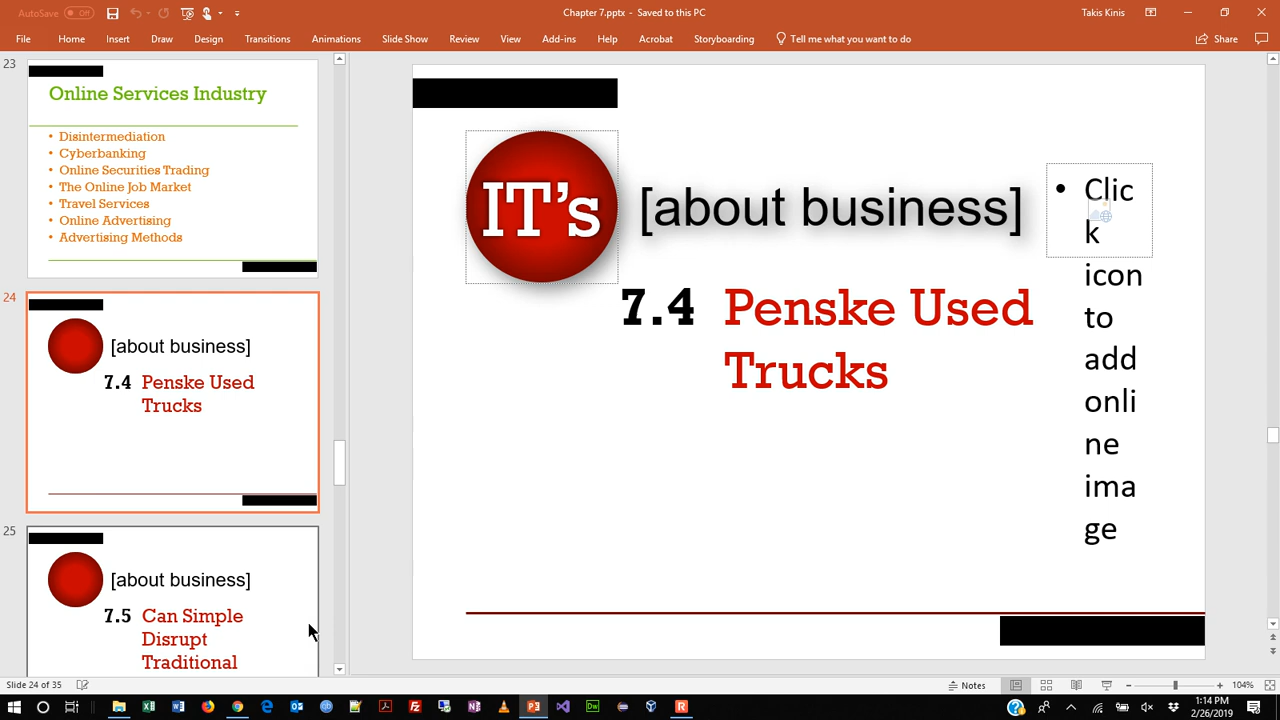 AutoSave Off
Chapter 7.pptx - Saved to this PC
Takis Kinis
File Home Insert Draw Design Transitions Animations Slide Show Review View Add-ins Help Acrobat Storyboarding Tell me what you want to do Share
23
Online Services Industry
• Disintermediation
• Cyberbanking
• Online Securities Trading
• The Online Job Market
• Travel Services
• Online Advertising
• Advertising Methods
24
[about business]
7.4 Penske Used
Trucks
25
[about business]
7.5 Can Simple
Disrupt
Traditional
IT's [about business]
7.4 Penske Used
Trucks
• Clic
k
icon
to
add
onli
ne
ima
ge
Slide 24 of 35
Notes
104%
1:14 PM
2/26/2019